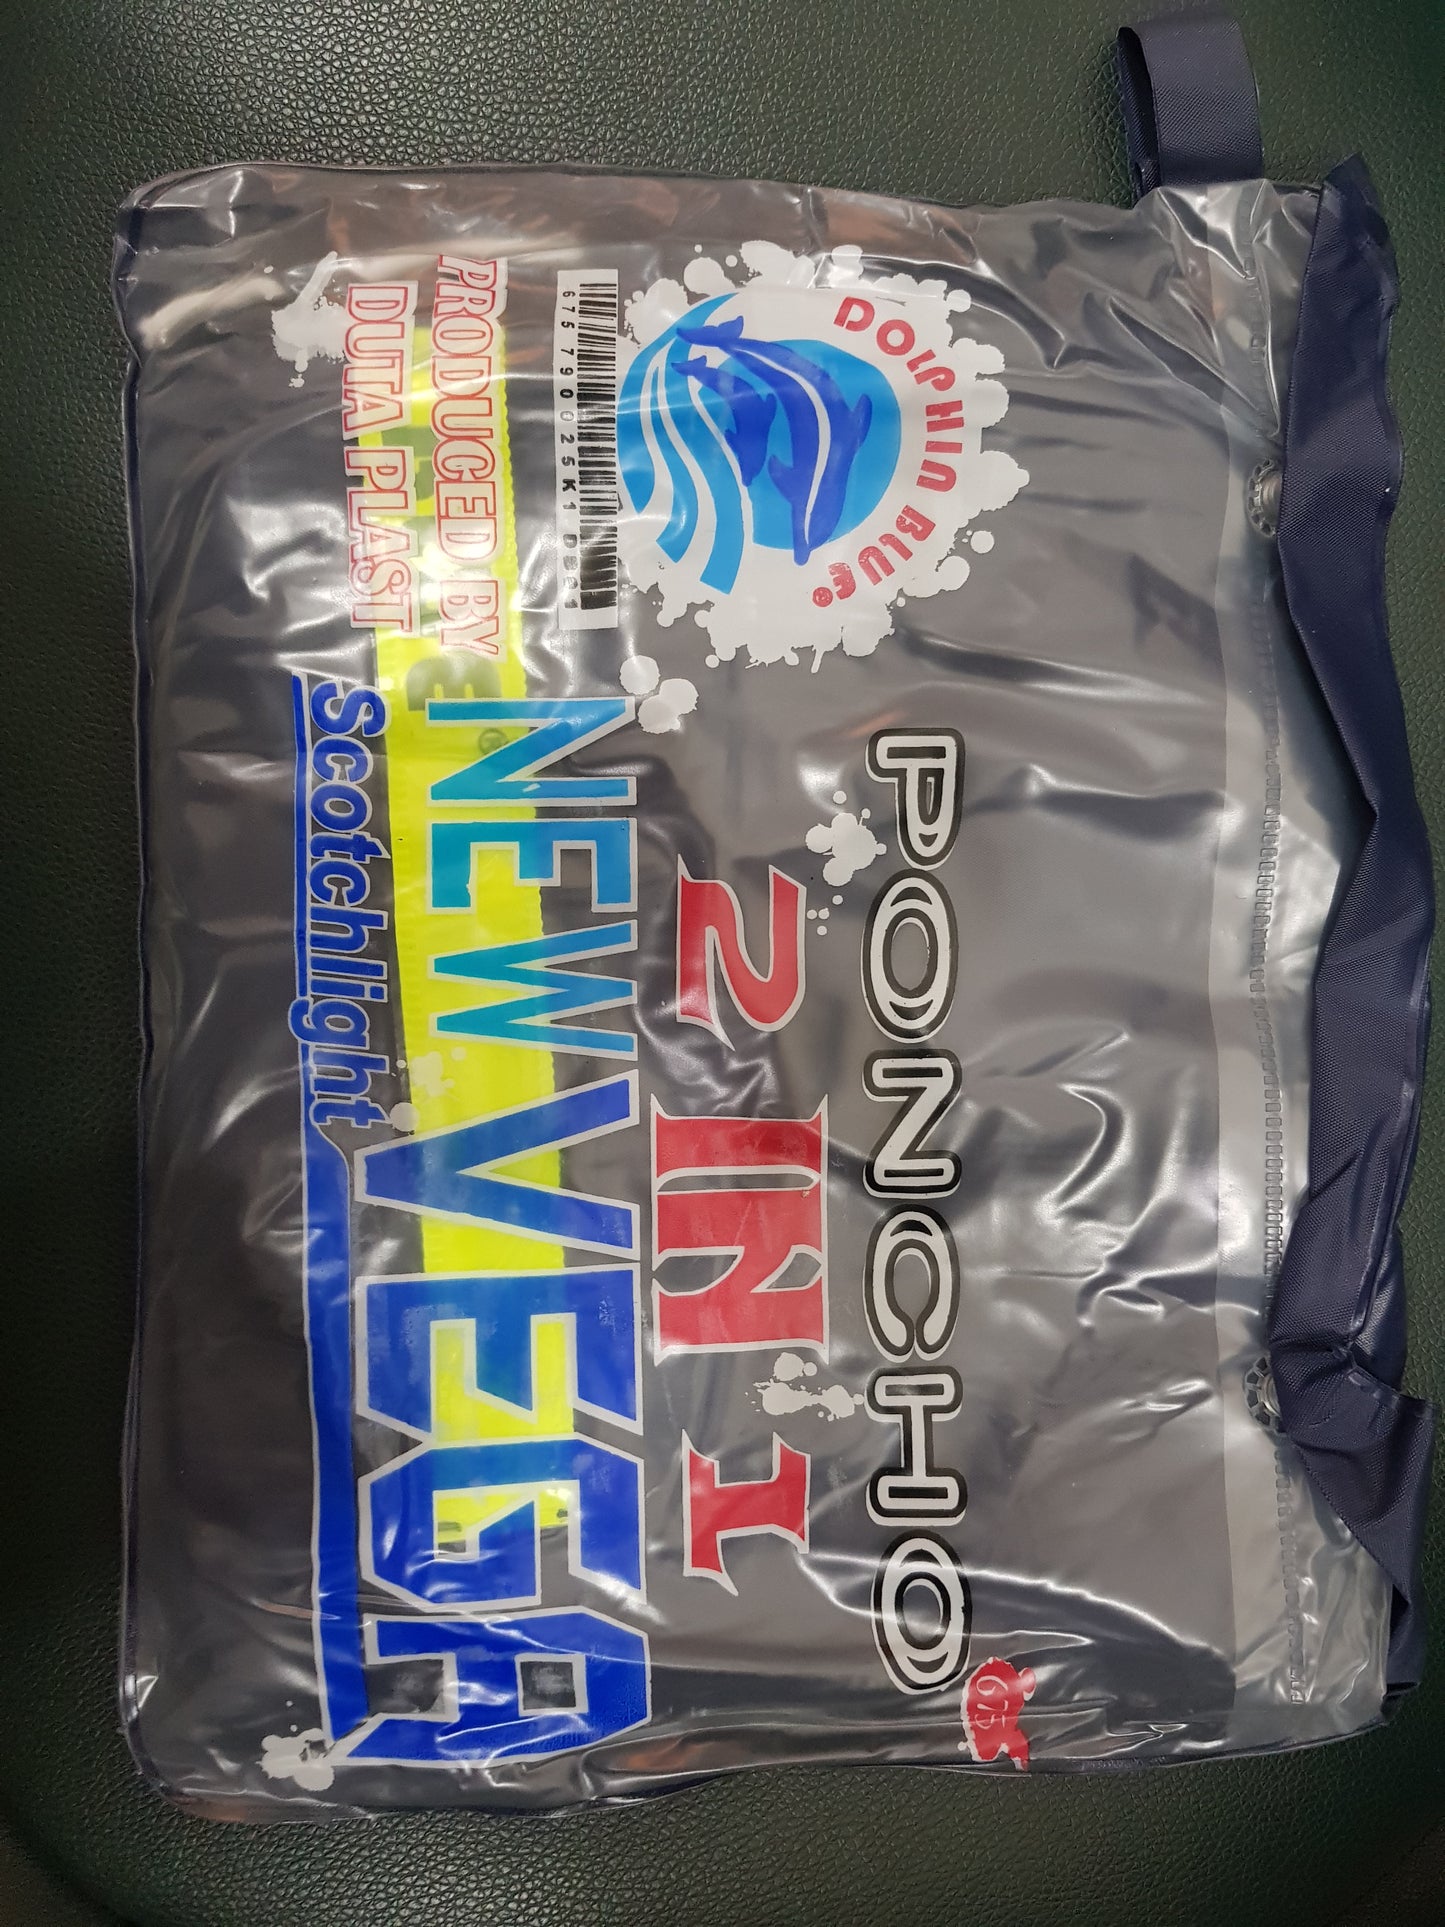 675
PONCHO
DOLPHIN BLUE®
2 IN 1
NEW VEGA
Scotchlight
PRODUCED BY
DUTA PLAST